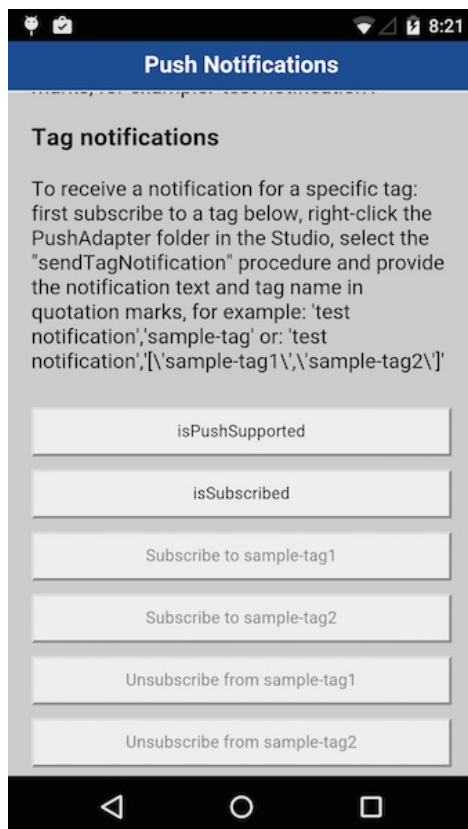 8:21
Push Notifications
Tag notifications
To receive a notification for a specific tag:
first subscribe to a tag below, right-click the
PushAdapter folder in the Studio, select the
"sendTagNotification" procedure and provide
the notification text and tag name in
quotation marks, for example: 'test
notification','sample-tag' or: 'test
notification','[\'sample-tag1\',\'sample-tag2\']'
isPushSupported
isSubscribed
Subscribe to sample-tag1
Subscribe to sample-tag2
Unsubscribe from sample-tag1
Unsubscribe from sample-tag2